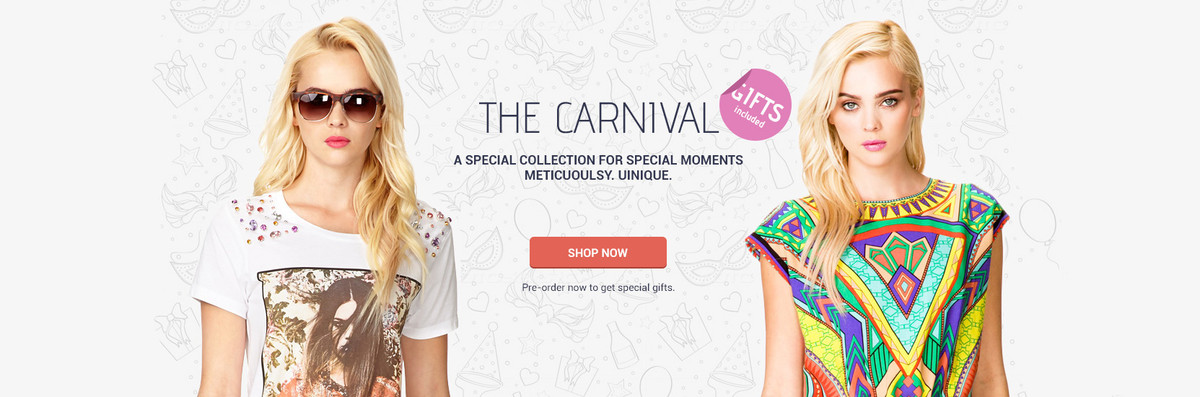 THE CARNIVAL
GIFTS
included
A SPECIAL COLLECTION FOR SPECIAL MOMENTS
METICUOULSY. UINIQUE.
SHOP NOW
Pre-order now to get special gifts.